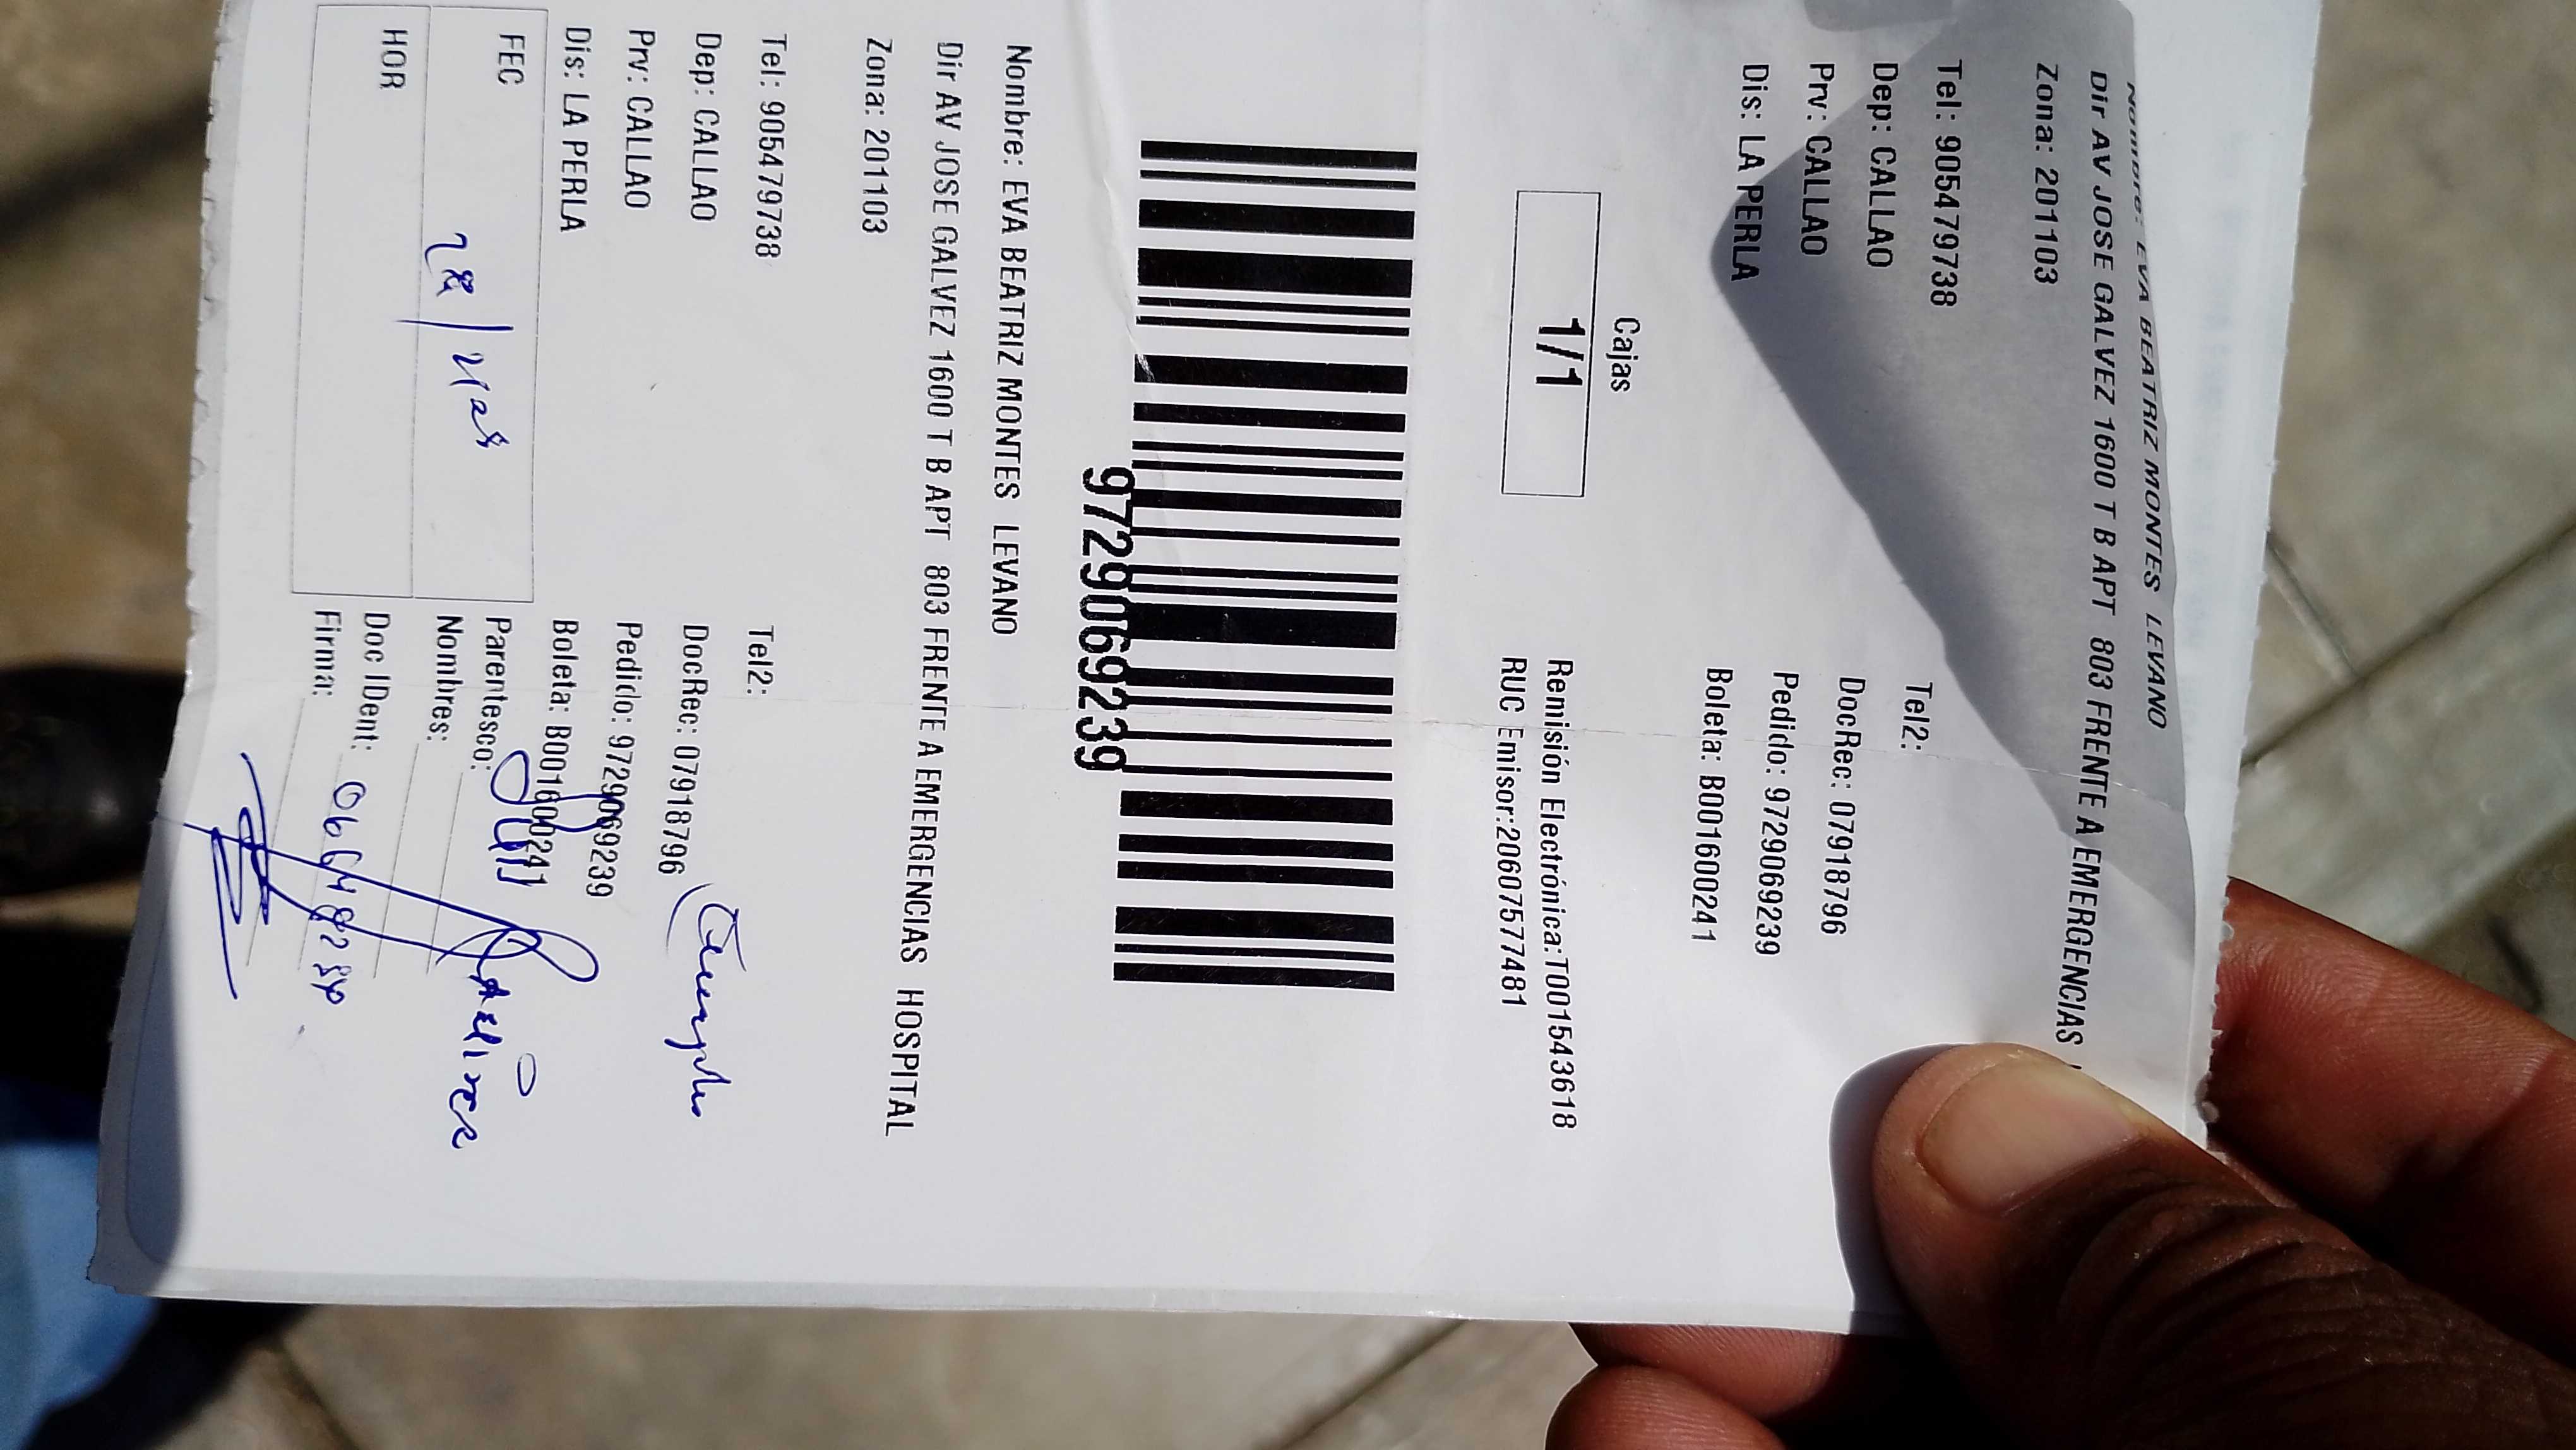 Nombre: EVA BEATRIZ MONTES LEVANO
Dir AV JOSE GALVEZ 1600 T B APT 803 FRENTE A EMERGENCIAS
Zona: 201103
Tel: 905479738 Tel2:
Dep: CALLAO DocRec: 07918796
Prv: CALLAO Pedido: 9729069239
Dis: LA PERLA Boleta: B001600241
Cajas
1/1
Remisión Electrónica:T001543618
RUC Emisor:20607577481
9729069239
Nombre: EVA BEATRIZ MONTES LEVANO
Dir AV JOSE GALVEZ 1600 T B APT 803 FRENTE A EMERGENCIAS HOSPITAL
Zona: 201103
Tel: 905479738 Tel2:
Dep: CALLAO DocRec: 07918796
Prv: CALLAO Pedido: 9729069239
Dis: LA PERLA Boleta: B001600241
FEC
HOR
Parentesco:
Nombres:
Doc IDent:
Firma: